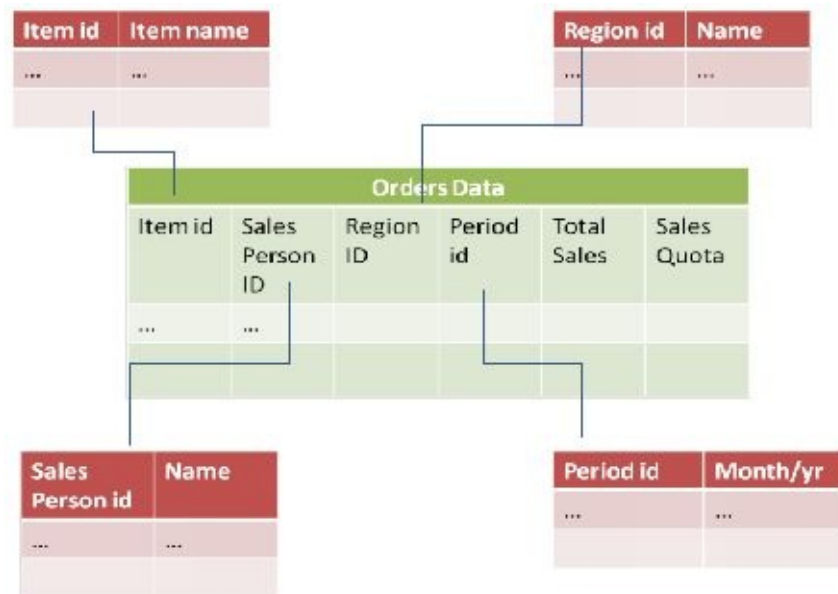 Item id Item name
... ...
Region id Name
... ...
Orders Data
Item id Sales Person ID Region ID Period id Total Sales Sales Quota
... ...
Sales Person id Name
... ...
Period id Month/yr
... ...